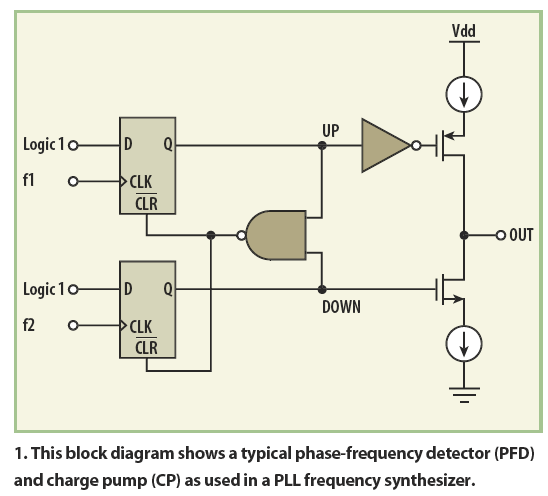 Vdd
Logic 1
D
Q
UP
f1
CLK
CLR
OUT
Logic 1
D
Q
DOWN
f2
CLK
CLR
1. This block diagram shows a typical phase-frequency detector (PFD)
and charge pump (CP) as used in a PLL frequency synthesizer.